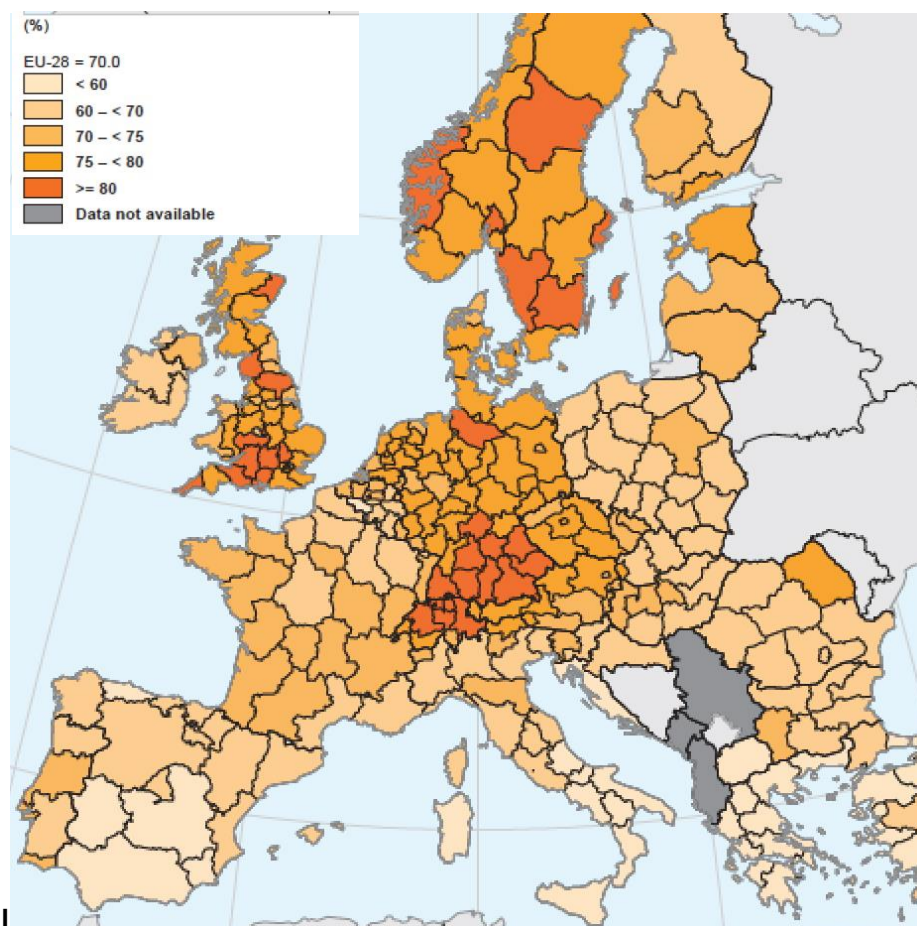 (%)
EU-28 = 70.0
< 60
60 – < 70
70 – < 75
75 – < 80
>= 80
Data not available